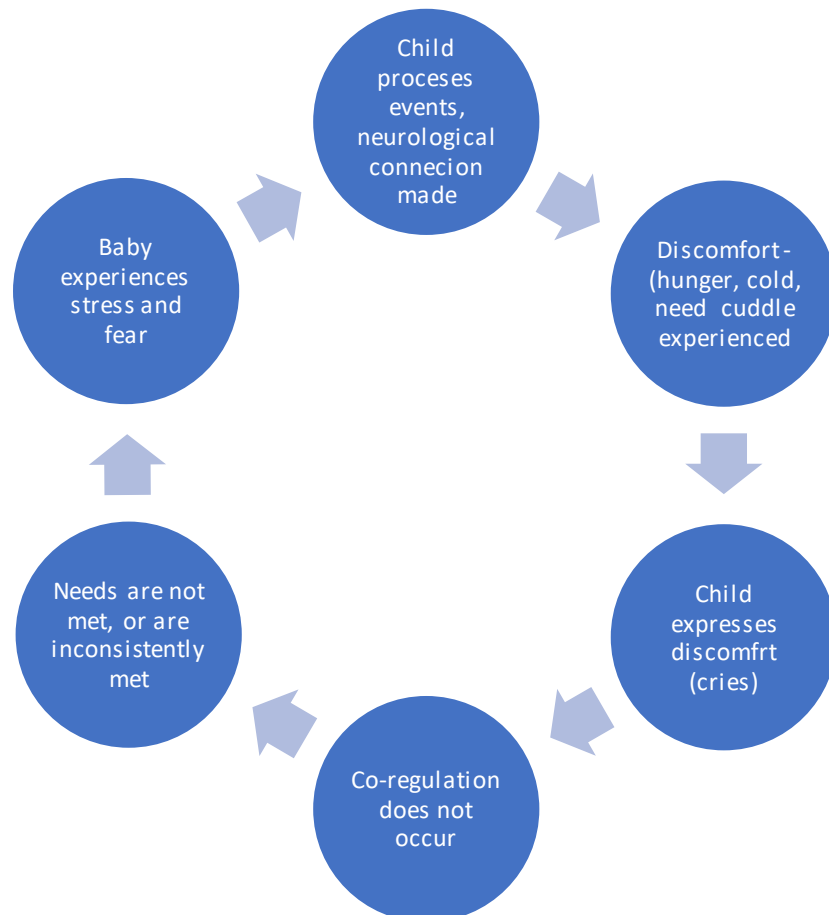 Child
proceses
events,
neurological
connecion
made
Discomfort-
(hunger, cold,
need cuddle
experienced
Child
expresses
discomfrt
(cries)
Co-regulation
does not
occur
Needs are not
met, or are
inconsistently
met
Baby
experiences
stress and
fear